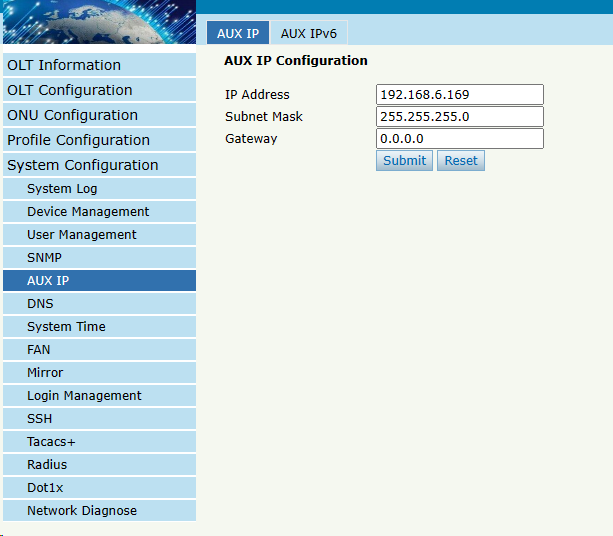 AUX IP AUX IPv6
OLT Information
OLT Configuration
ONU Configuration
Profile Configuration
System Configuration
System Log
Device Management
User Management
SNMP
AUX IP
DNS
System Time
FAN
Mirror
Login Management
SSH
Tacacs+
Radius
Dot1x
Network Diagnose
AUX IP Configuration
IP Address 192.168.6.169
Subnet Mask 255.255.255.0
Gateway 0.0.0.0
Submit Reset